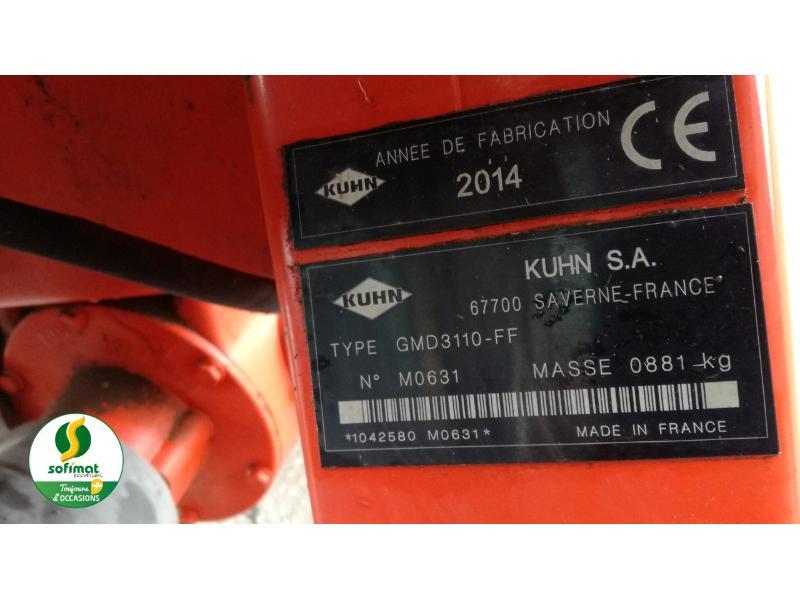 KUHN
ANNEE DE FABRICATION
2014
CE
KUHN
KUHN S.A.
67700 SAVERNE-FRANCE
TYPE GMD3110-FF
N° M0631 MASSE 0881 kg
*1042580 M0631* MADE IN FRANCE
sofimat
occasion
Toujours +
d'OCCASIONS